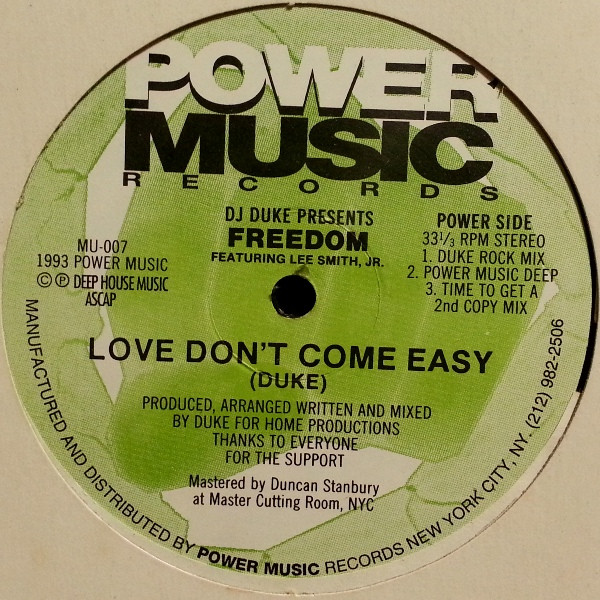 POWER
MUSIC
RECORDS
DJ DUKE PRESENTS
FREEDOM
FEATURING LEE SMITH, JR.
MU-007
1993 POWER MUSIC
© ℗ DEEP HOUSE MUSIC
ASCAP
POWER SIDE
33 1/3 RPM STEREO
1. DUKE ROCK MIX
2. POWER MUSIC DEEP
3. TIME TO GET A
2nd COPY MIX
LOVE DON'T COME EASY
(DUKE)
PRODUCED, ARRANGED WRITTEN AND MIXED
BY DUKE FOR HOME PRODUCTIONS
THANKS TO EVERYONE
FOR THE SUPPORT
Mastered by Duncan Stanbury
at Master Cutting Room, NYC
MANUFACTURED AND DISTRIBUTED BY POWER MUSIC RECORDS NEW YORK CITY, NY. (212) 982-2506